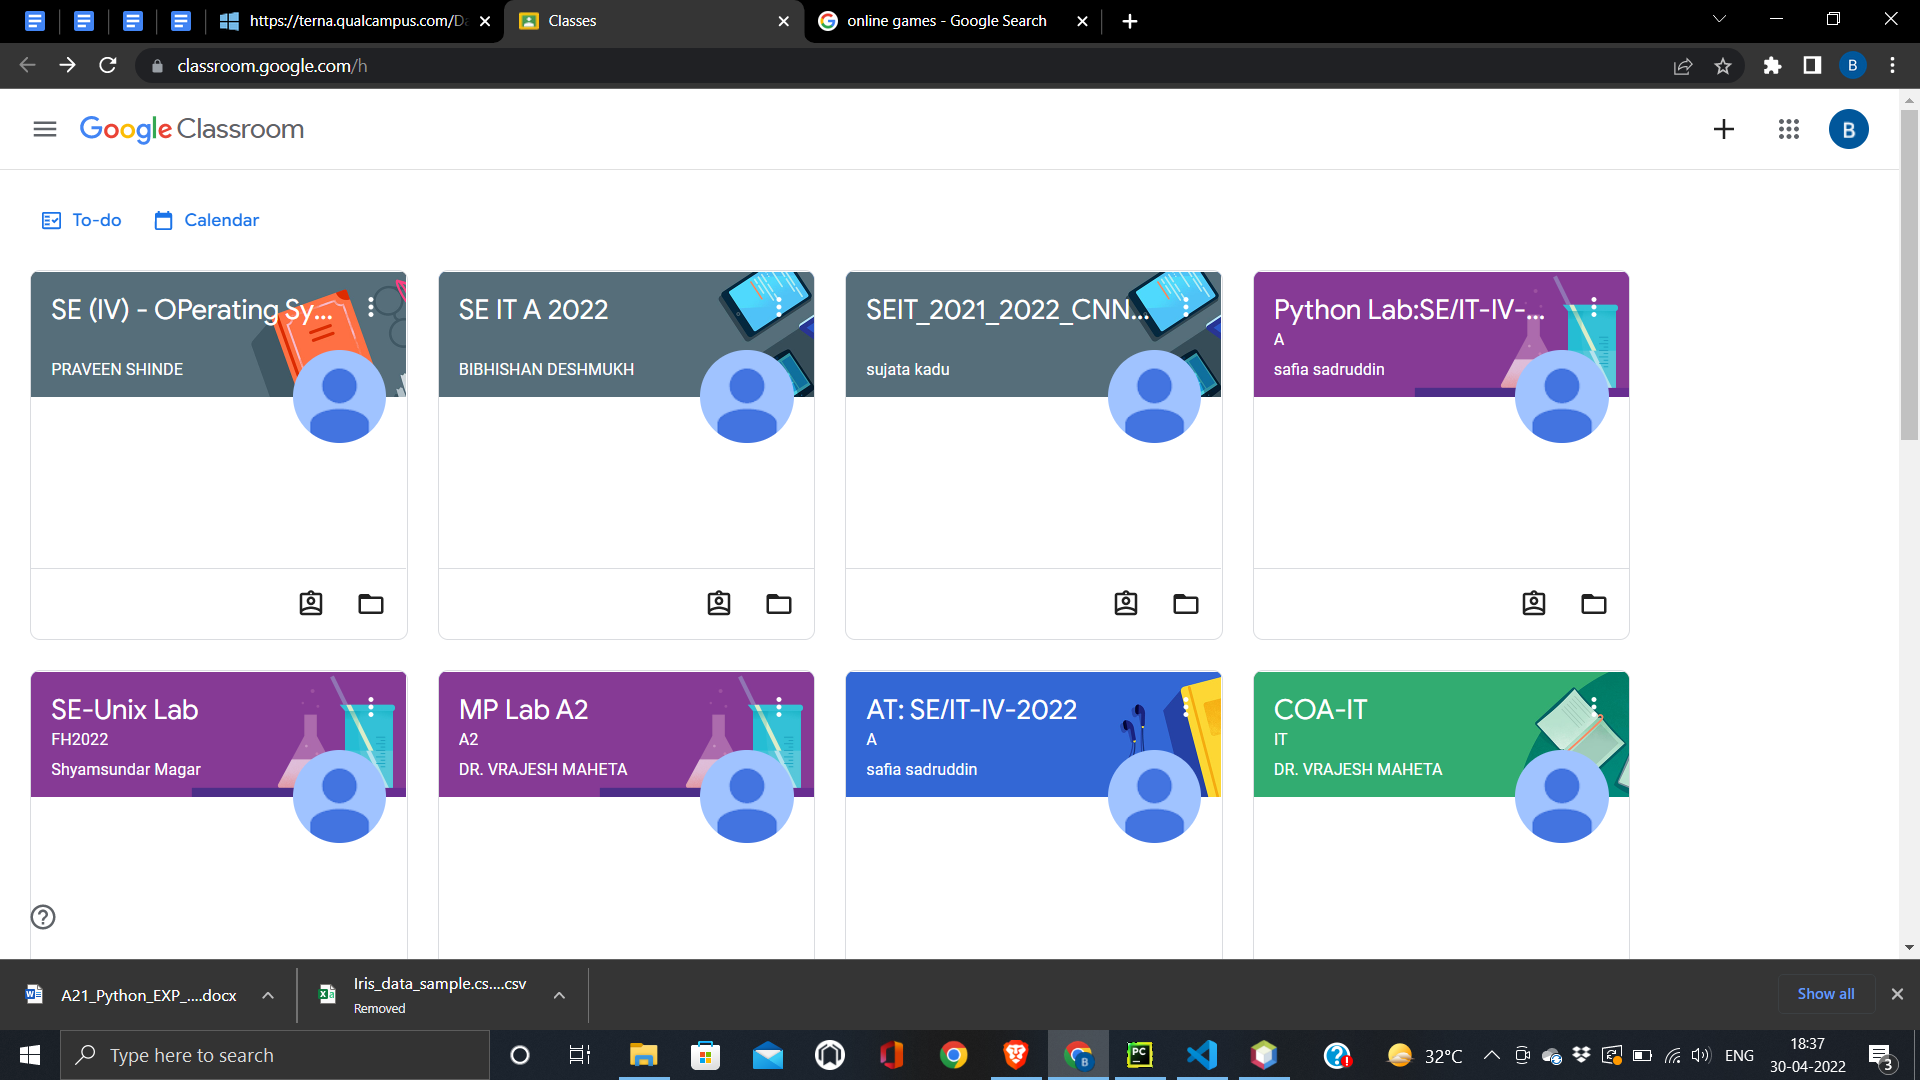 https://terna.qualcampus.com/Da
Classes
online games - Google Search
classroom.google.com/h
B
Google Classroom
B
To-do
Calendar
SE (IV) - OPerating Sy...
PRAVEEN SHINDE
SE IT A 2022
BIBHISHAN DESHMUKH
SEIT_2021_2022_CNN...
sujata kadu
Python Lab:SE/IT-IV-...
A
safia sadruddin
SE-Unix Lab
FH2022
Shyamsundar Magar
MP Lab A2
A2
DR. VRAJESH MAHETA
AT: SE/IT-IV-2022
A
safia sadruddin
COA-IT
IT
DR. VRAJESH MAHETA
A21_Python_EXP_....docx
Iris_data_sample.cs....csv
Removed
Show all
Type here to search
PC
B
32°C
ENG
18:37
30-04-2022
3